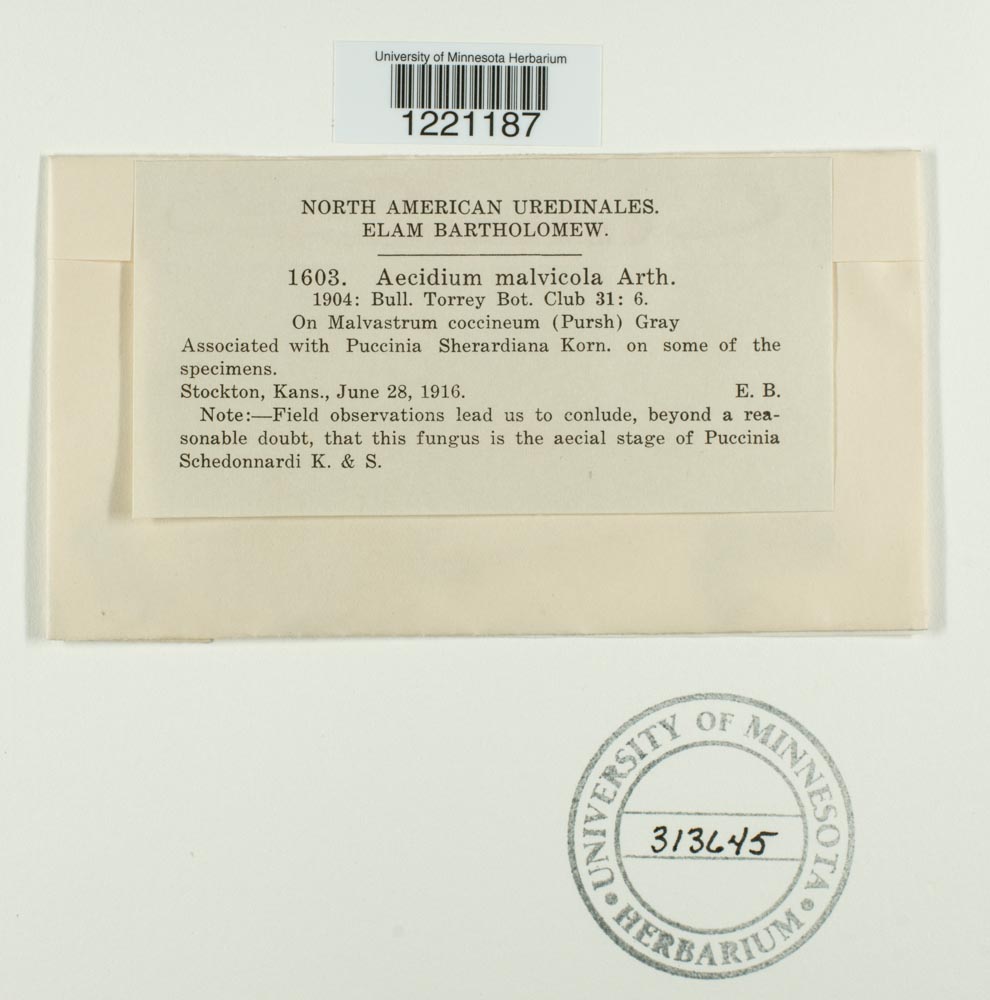 University of Minnesota Herbarium
1221187
NORTH AMERICAN UREDINALES.
ELAM BARTHOLOMEW.
1603. Aecidium malvicola Arth.
1904: Bull. Torrey Bot. Club 31: 6.
On Malvastrum coccineum (Pursh) Gray
Associated with Puccinia Sherardiana Korn. on some of the
specimens.
Stockton, Kans., June 28, 1916. E. B.
Note:—Field observations lead us to conlude, beyond a rea-
sonable doubt, that this fungus is the aecial stage of Puccinia
Schedonnardi K. & S.
UNIVERSITY OF MINNESOTA
313645
• HERBARIUM •